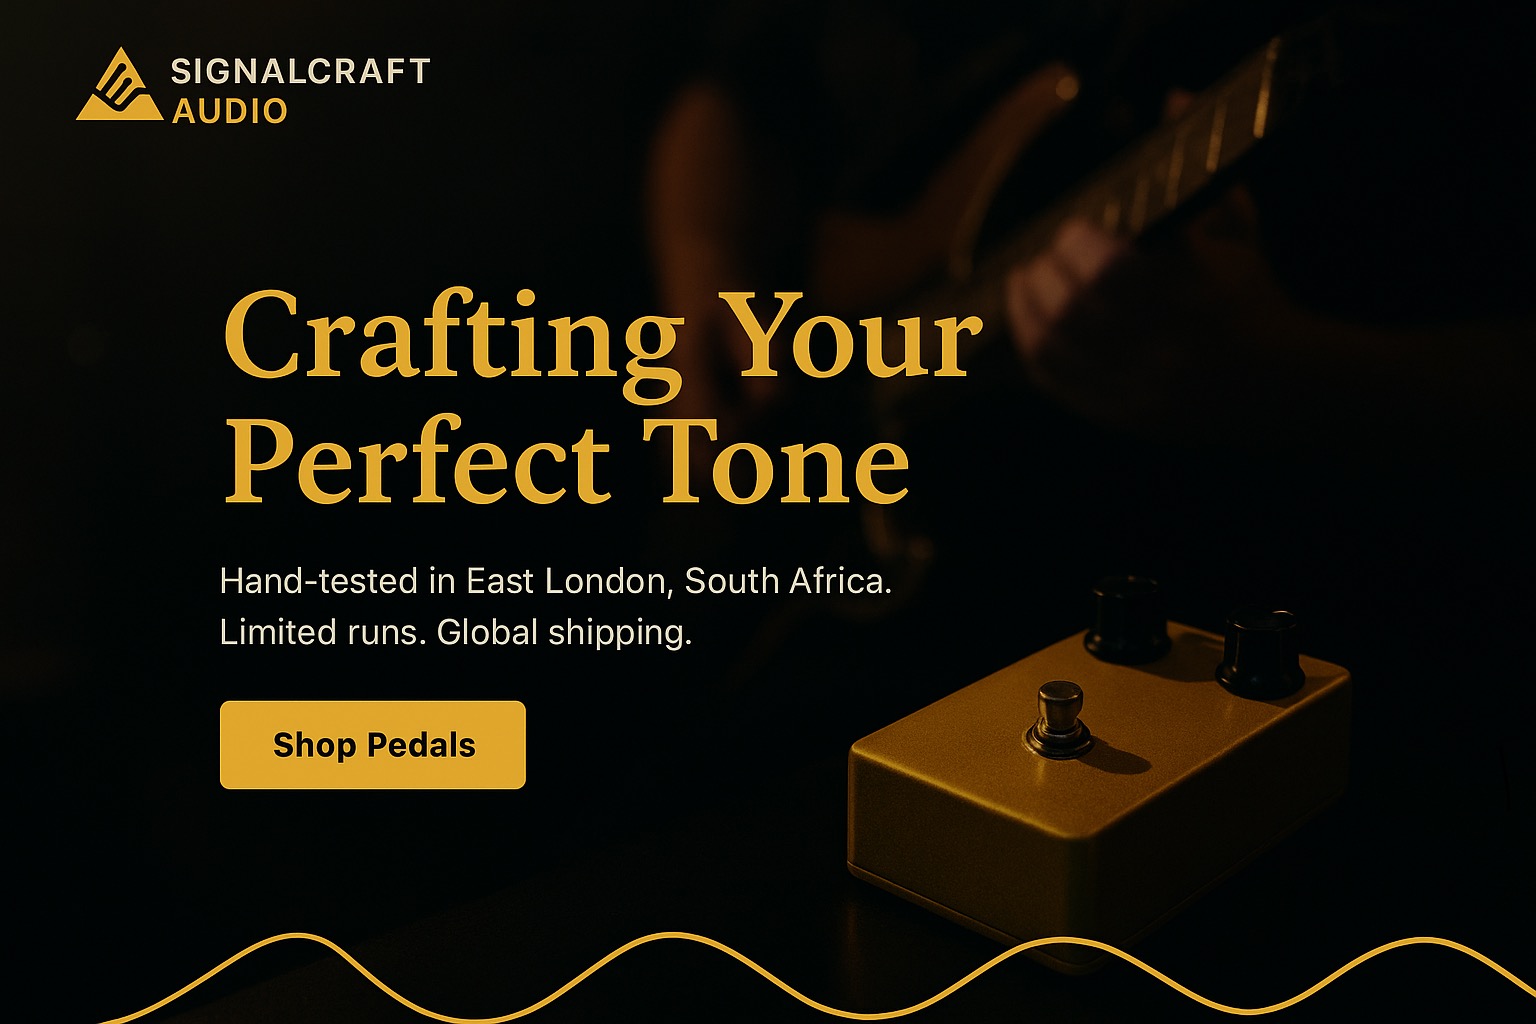 SIGNALCRAFT
AUDIO
Crafting Your
Perfect Tone
Hand-tested in East London, South Africa.
Limited runs. Global shipping.
Shop Pedals